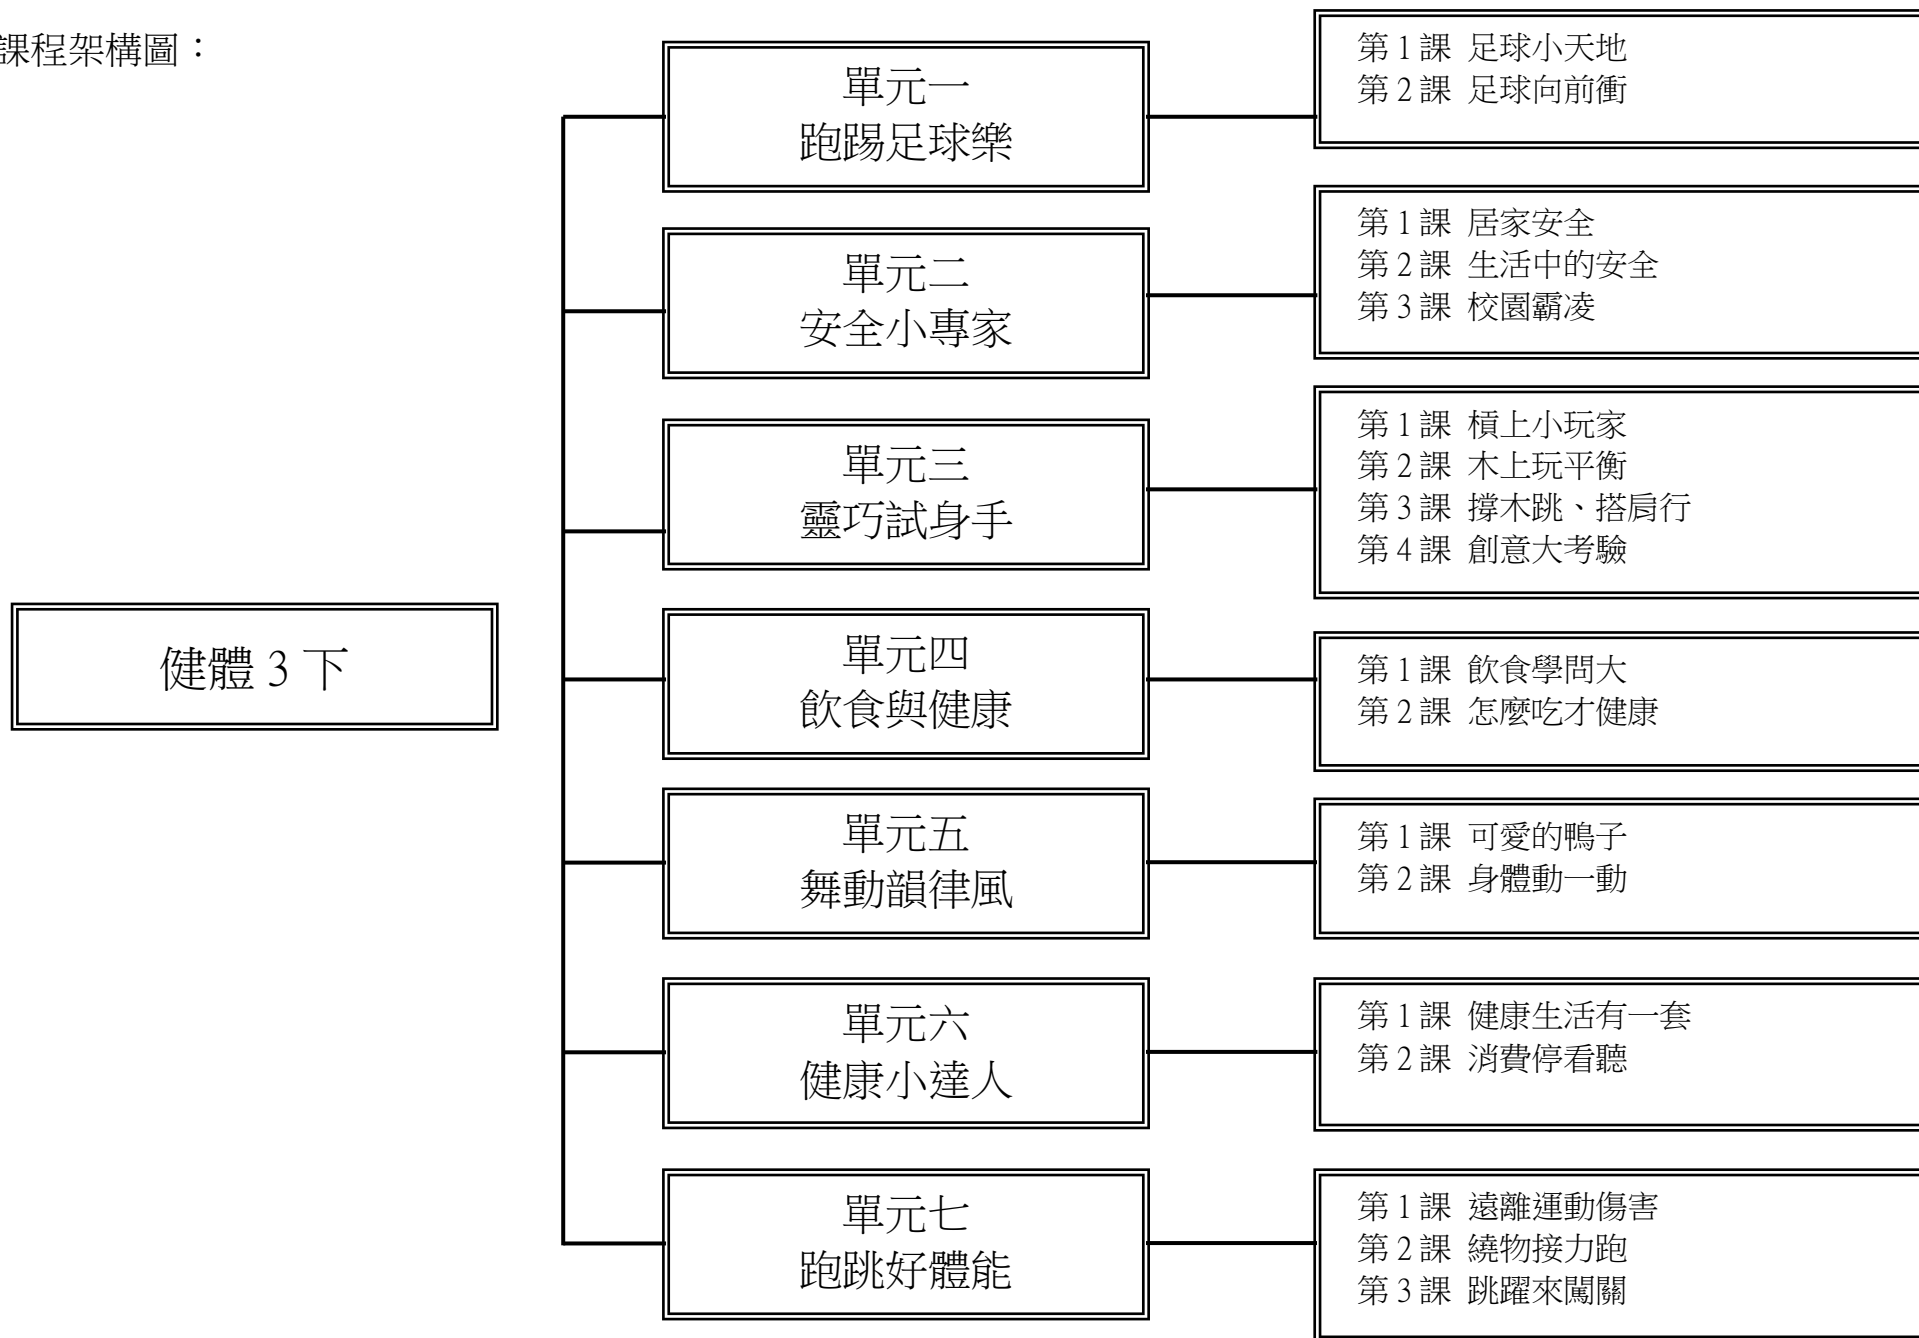 課程架構圖：
健體 3 下
單元一
跑踢足球樂
第 1 課 足球小天地
第 2 課 足球向前衝
單元二
安全小專家
第 1 課 居家安全
第 2 課 生活中的安全
第 3 課 校園霸凌
單元三
靈巧試身手
第 1 課 槓上小玩家
第 2 課 木上玩平衡
第 3 課 撐木跳、搭肩行
第 4 課 創意大考驗
單元四
飲食與健康
第 1 課 飲食學問大
第 2 課 怎麼吃才健康
單元五
舞動韻律風
第 1 課 可愛的鴨子
第 2 課 身體動一動
單元六
健康小達人
第 1 課 健康生活有一套
第 2 課 消費停看聽
單元七
跑跳好體能
第 1 課 遠離運動傷害
第 2 課 繞物接力跑
第 3 課 跳躍來闖關